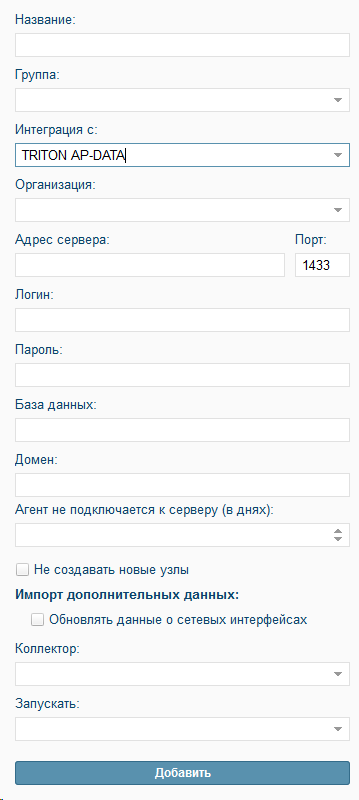 Название:
Группа:
Интеграция с:
TRITON AP-DATA
Организация:
Адрес сервера: Порт:
1433
Логин:
Пароль:
База данных:
Домен:
Агент не подключается к серверу (в днях):
Не создавать новые узлы
Импорт дополнительных данных:
Обновлять данные о сетевых интерфейсах
Коллектор:
Запускать:
Добавить